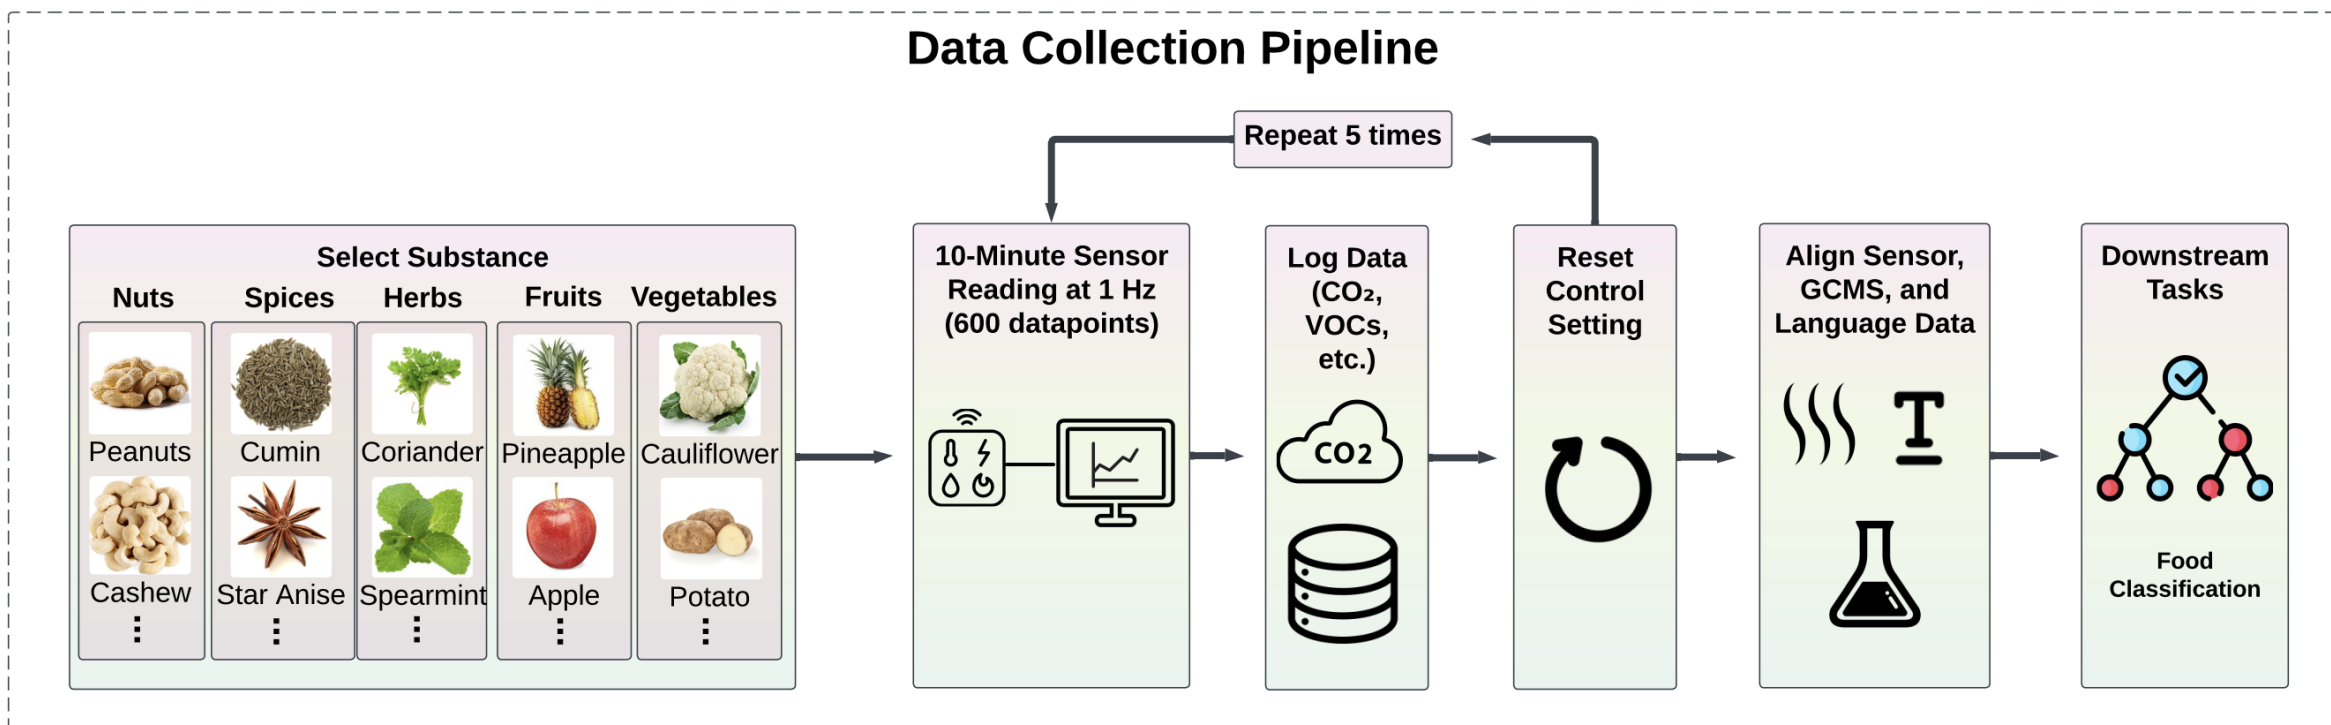 Data Collection Pipeline
Repeat 5 times
Select Substance
Nuts
Spices
Herbs
Fruits
Vegetables
Peanuts
Cumin
Coriander
Pineapple
Cauliflower
Cashew
Star Anise
Spearmint
Apple
Potato
10-Minute Sensor
Reading at 1 Hz
(600 datapoints)
Log Data
(CO₂,
VOCs,
etc.)
CO2
Reset
Control
Setting
Align Sensor,
GCMS, and
Language Data
T
Downstream
Tasks
Food
Classification